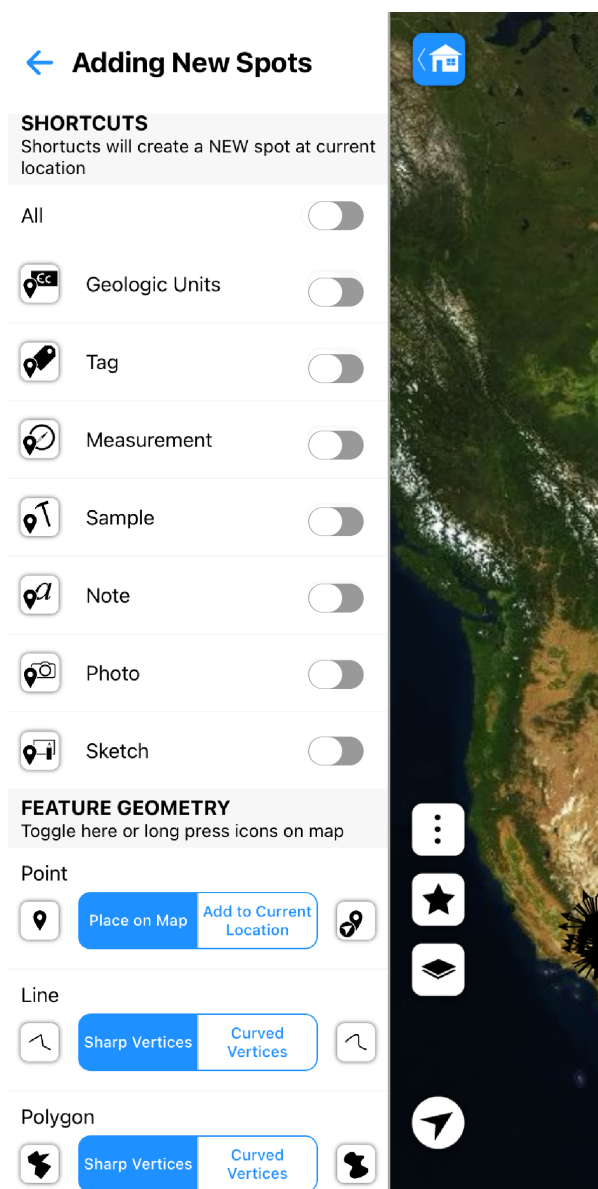 Adding New Spots
SHORTCUTS
Shortucts will create a NEW spot at current
location
All
Єc
Geologic Units
Tag
Measurement
Sample
a
Note
Photo
Sketch
FEATURE GEOMETRY
Toggle here or long press icons on map
Point
Place on Map
Add to Current
Location
Line
Sharp Vertices
Curved
Vertices
Polygon
Sharp Vertices
Curved
Vertices